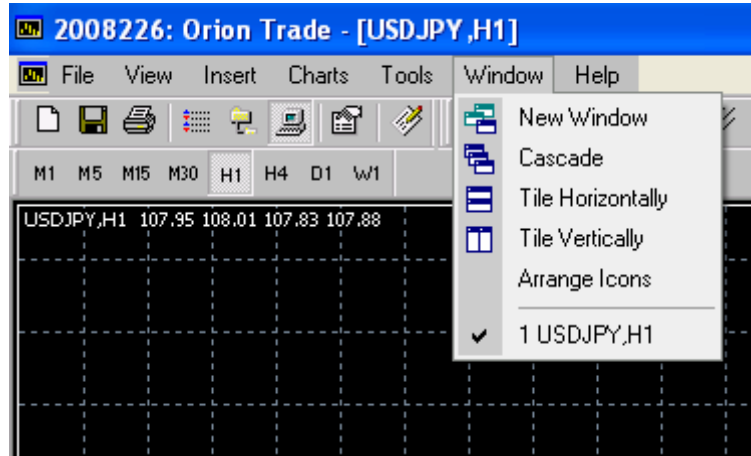 2008226: Orion Trade - [USDJPY,H1]
File View Insert Charts Tools Window Help
New Window
Cascade
Tile Horizontally
Tile Vertically
Arrange Icons
1 USDJPY,H1
M1 M5 M15 M30 H1 H4 D1 W1
USDJPY,H1 107.95 108.01 107.83 107.88